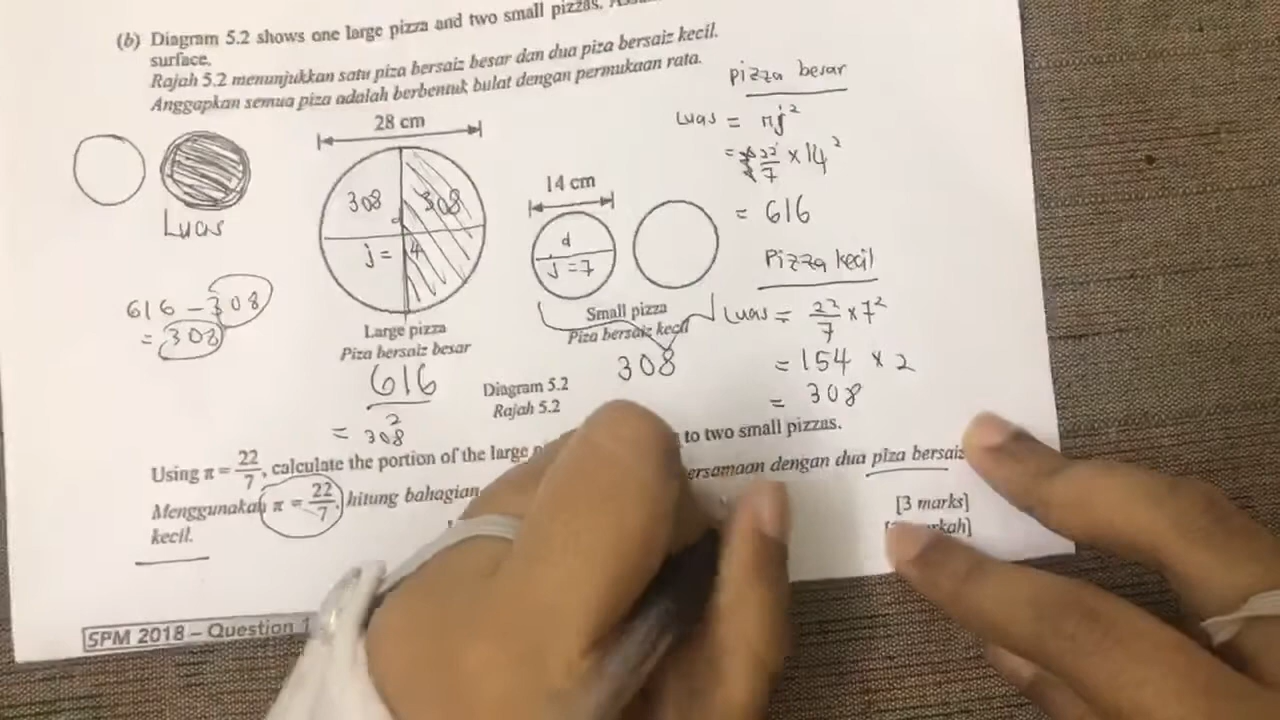 (b) Diagram 5.2 shows one large pizza and two small pizzas.
surface.
Rajah 5.2 menunjukkan satu piza bersaiz besar dan dua piza bersaiz kecil.
Anggapkan semua piza adalah berbentuk bulat dengan permukaan rata.
28 cm
308
308
d
j = 14
Luas
616 - 308
= 308
Large pizza
Piza bersaiz besar
616
2
= 308
14 cm
d
j = 7
Small pizza
Piza bersaiz kecil
308
Diagram 5.2
Rajah 5.2
Pizza besar
Luas = πj²
= 22/7 × 14²
= 616
Pizza kecil
Luas = 22/7 × 7²
= 154 × 2
= 308
Using π = 22/7, calculate the portion of the large to two small pizzas.
Menggunakan π = 22/7, hitung bahagian ersamaan dengan dua piza bersaiz
kecil.
[3 marks]
rkah]
SPM 2018 – Question 1